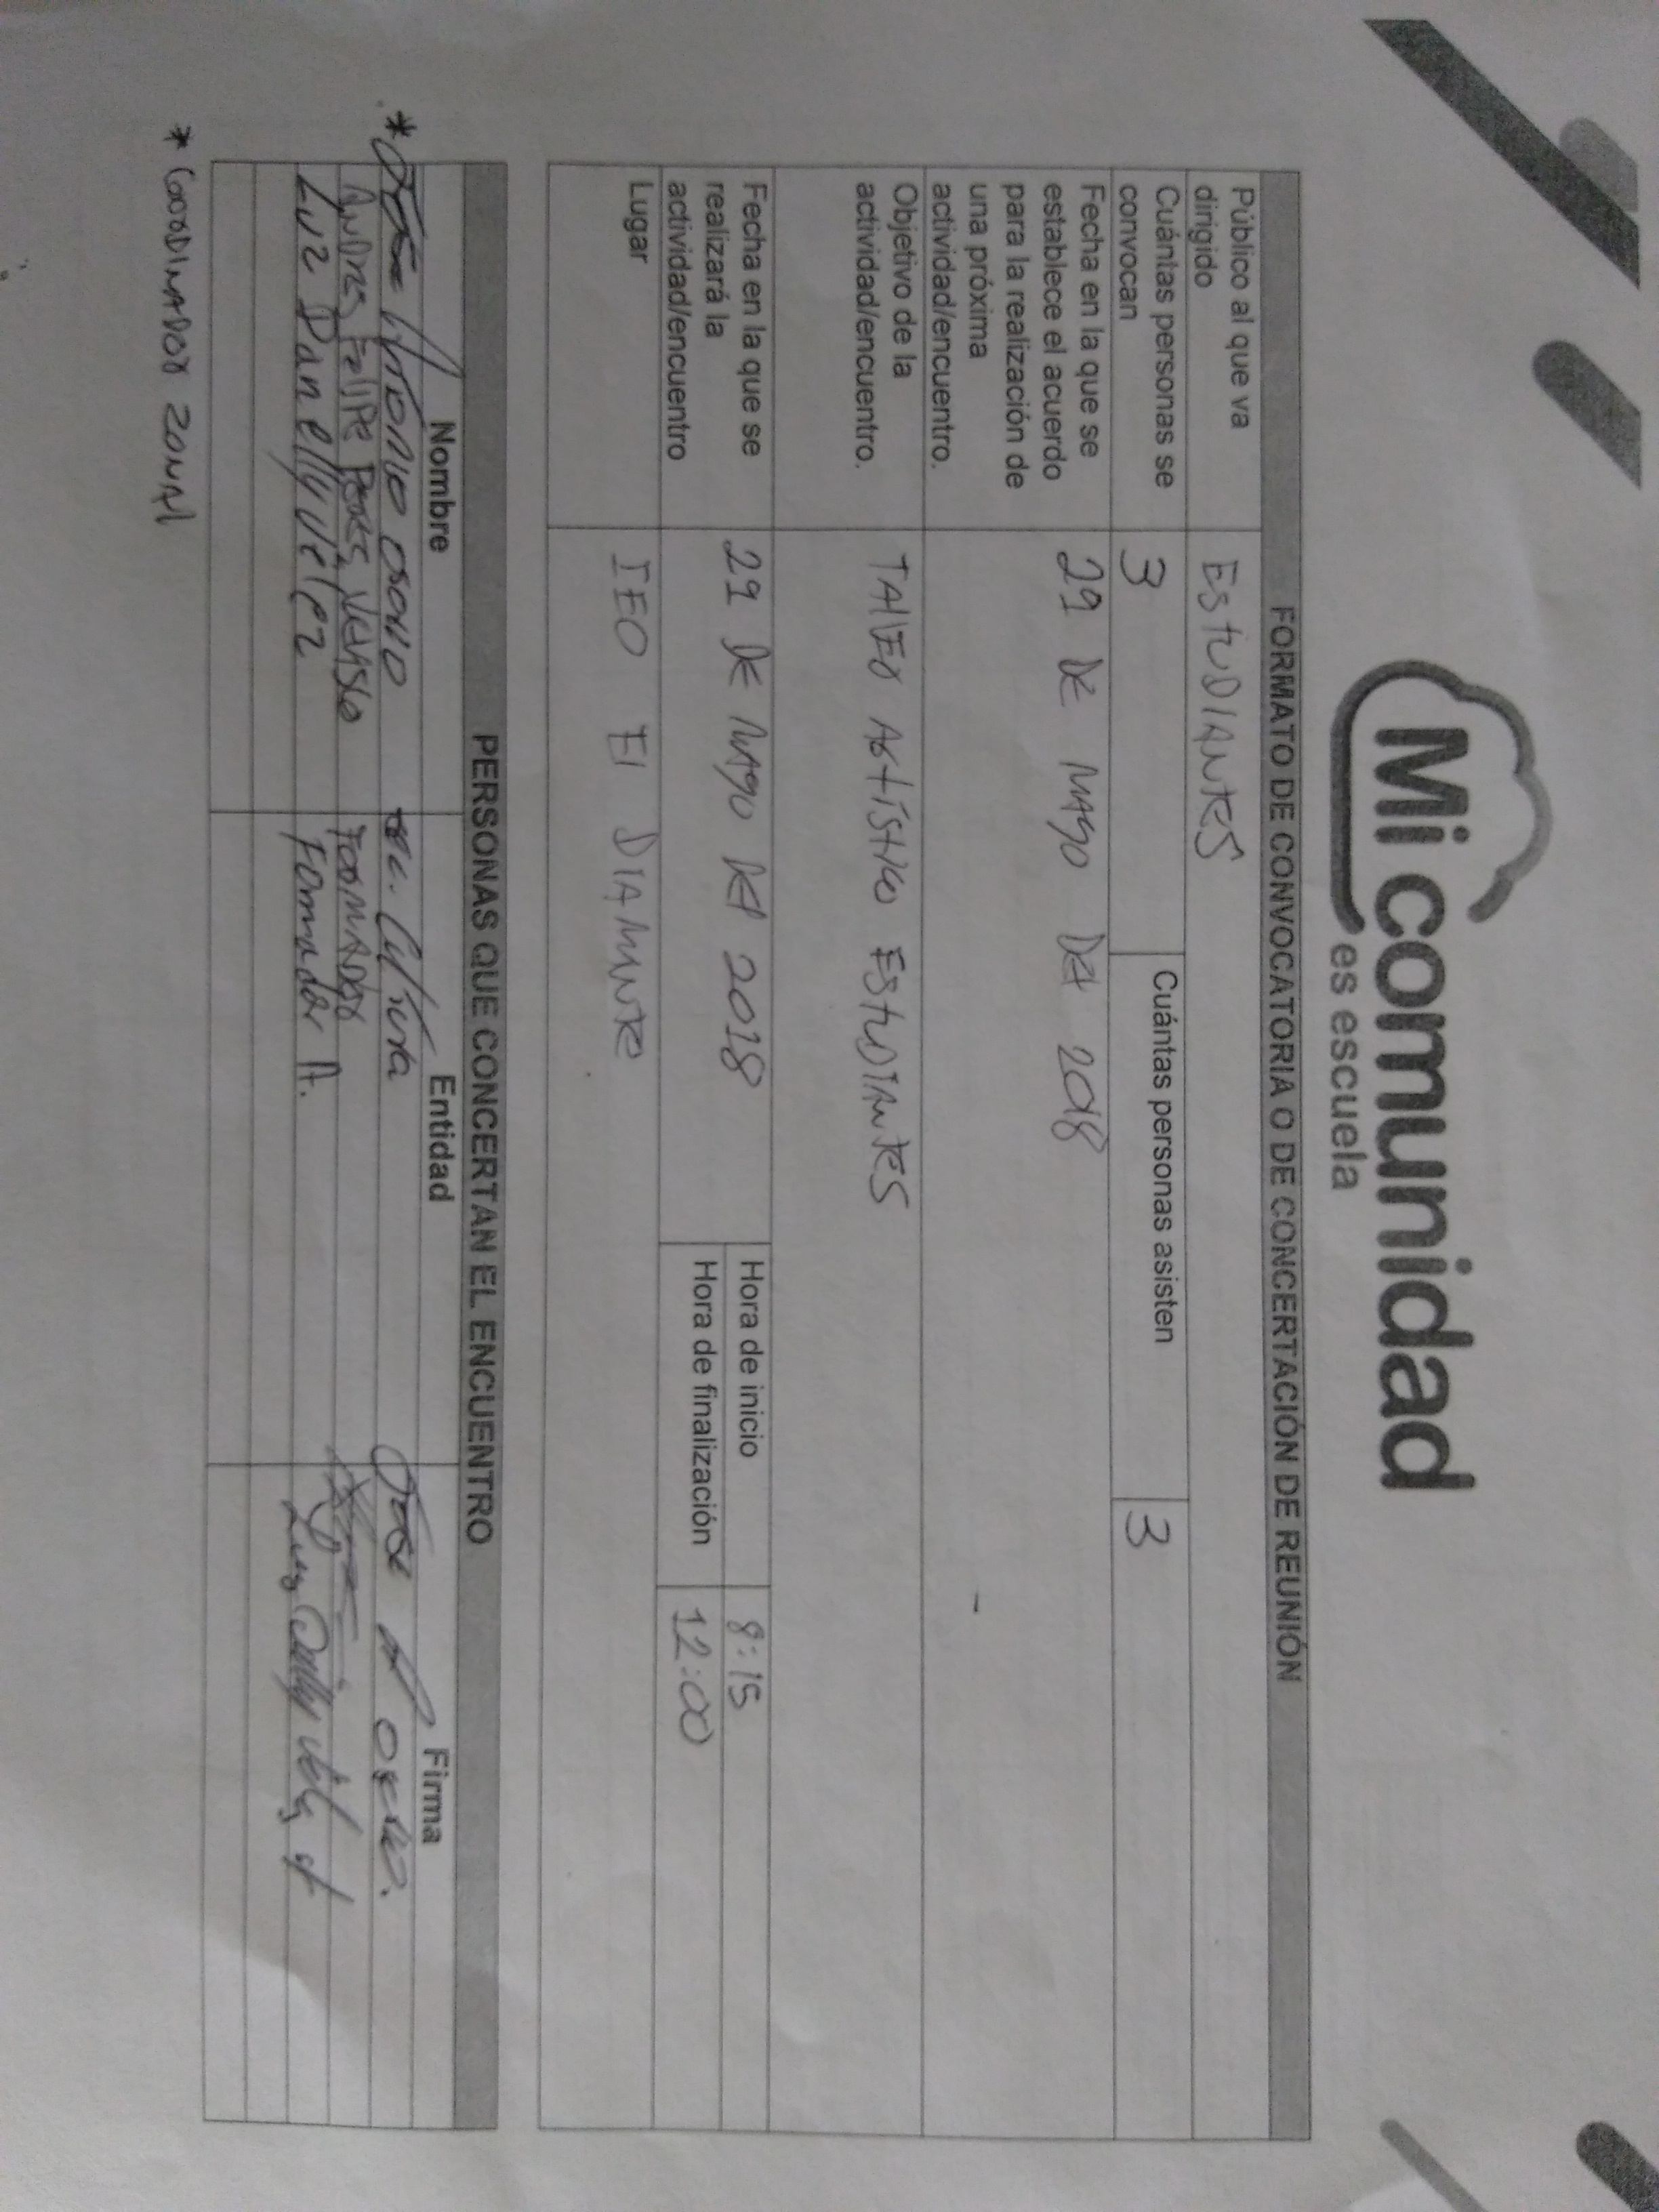 Mi comunidad
es escuela
FORMATO DE CONVOCATORIA O DE CONCERTACIÓN DE REUNIÓN
Público al que va
dirigido
EStUDIANtES
Cuántas personas se
convocan
3
Cuántas personas asisten
3
Fecha en la que se
establece el acuerdo
para la realización de
una próxima
actividad/encuentro.
29 DE MAYO DEl 2018
Objetivo de la
actividad/encuentro.
TAllEr ArtíStico EStUDIANtES
Fecha en la que se
realizará la
actividad/encuentro
29 DE MAYO DEl 2018
Hora de inicio
8:15
Hora de finalización
12:00
Lugar
IEO El DIAMANte
PERSONAS QUE CONCERTAN EL ENCUENTRO
Nombre Entidad Firma
* Jose Antonio osorio sec. Cultura Jose A osorio.
ANDRES FelIPE PEREZ VElASco FORMADOR
Luz Danelly velez Formador A. Luz
* COORDINADOR ZONAl